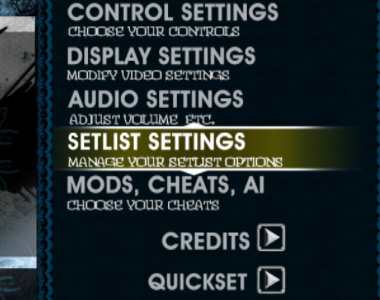 CONTROL SETTINGS
CHOOSE YOUR CONTROLS
DISPLAY SETTINGS
MODIFY VIDEO SETTINGS
AUDIO SETTINGS
ADJUST VOLUME ETC.
SETLIST SETTINGS
MANAGE YOUR SETLIST OPTIONS
MODS, CHEATS, AI
CHOOSE YOUR CHEATS
CREDITS
QUICKSET